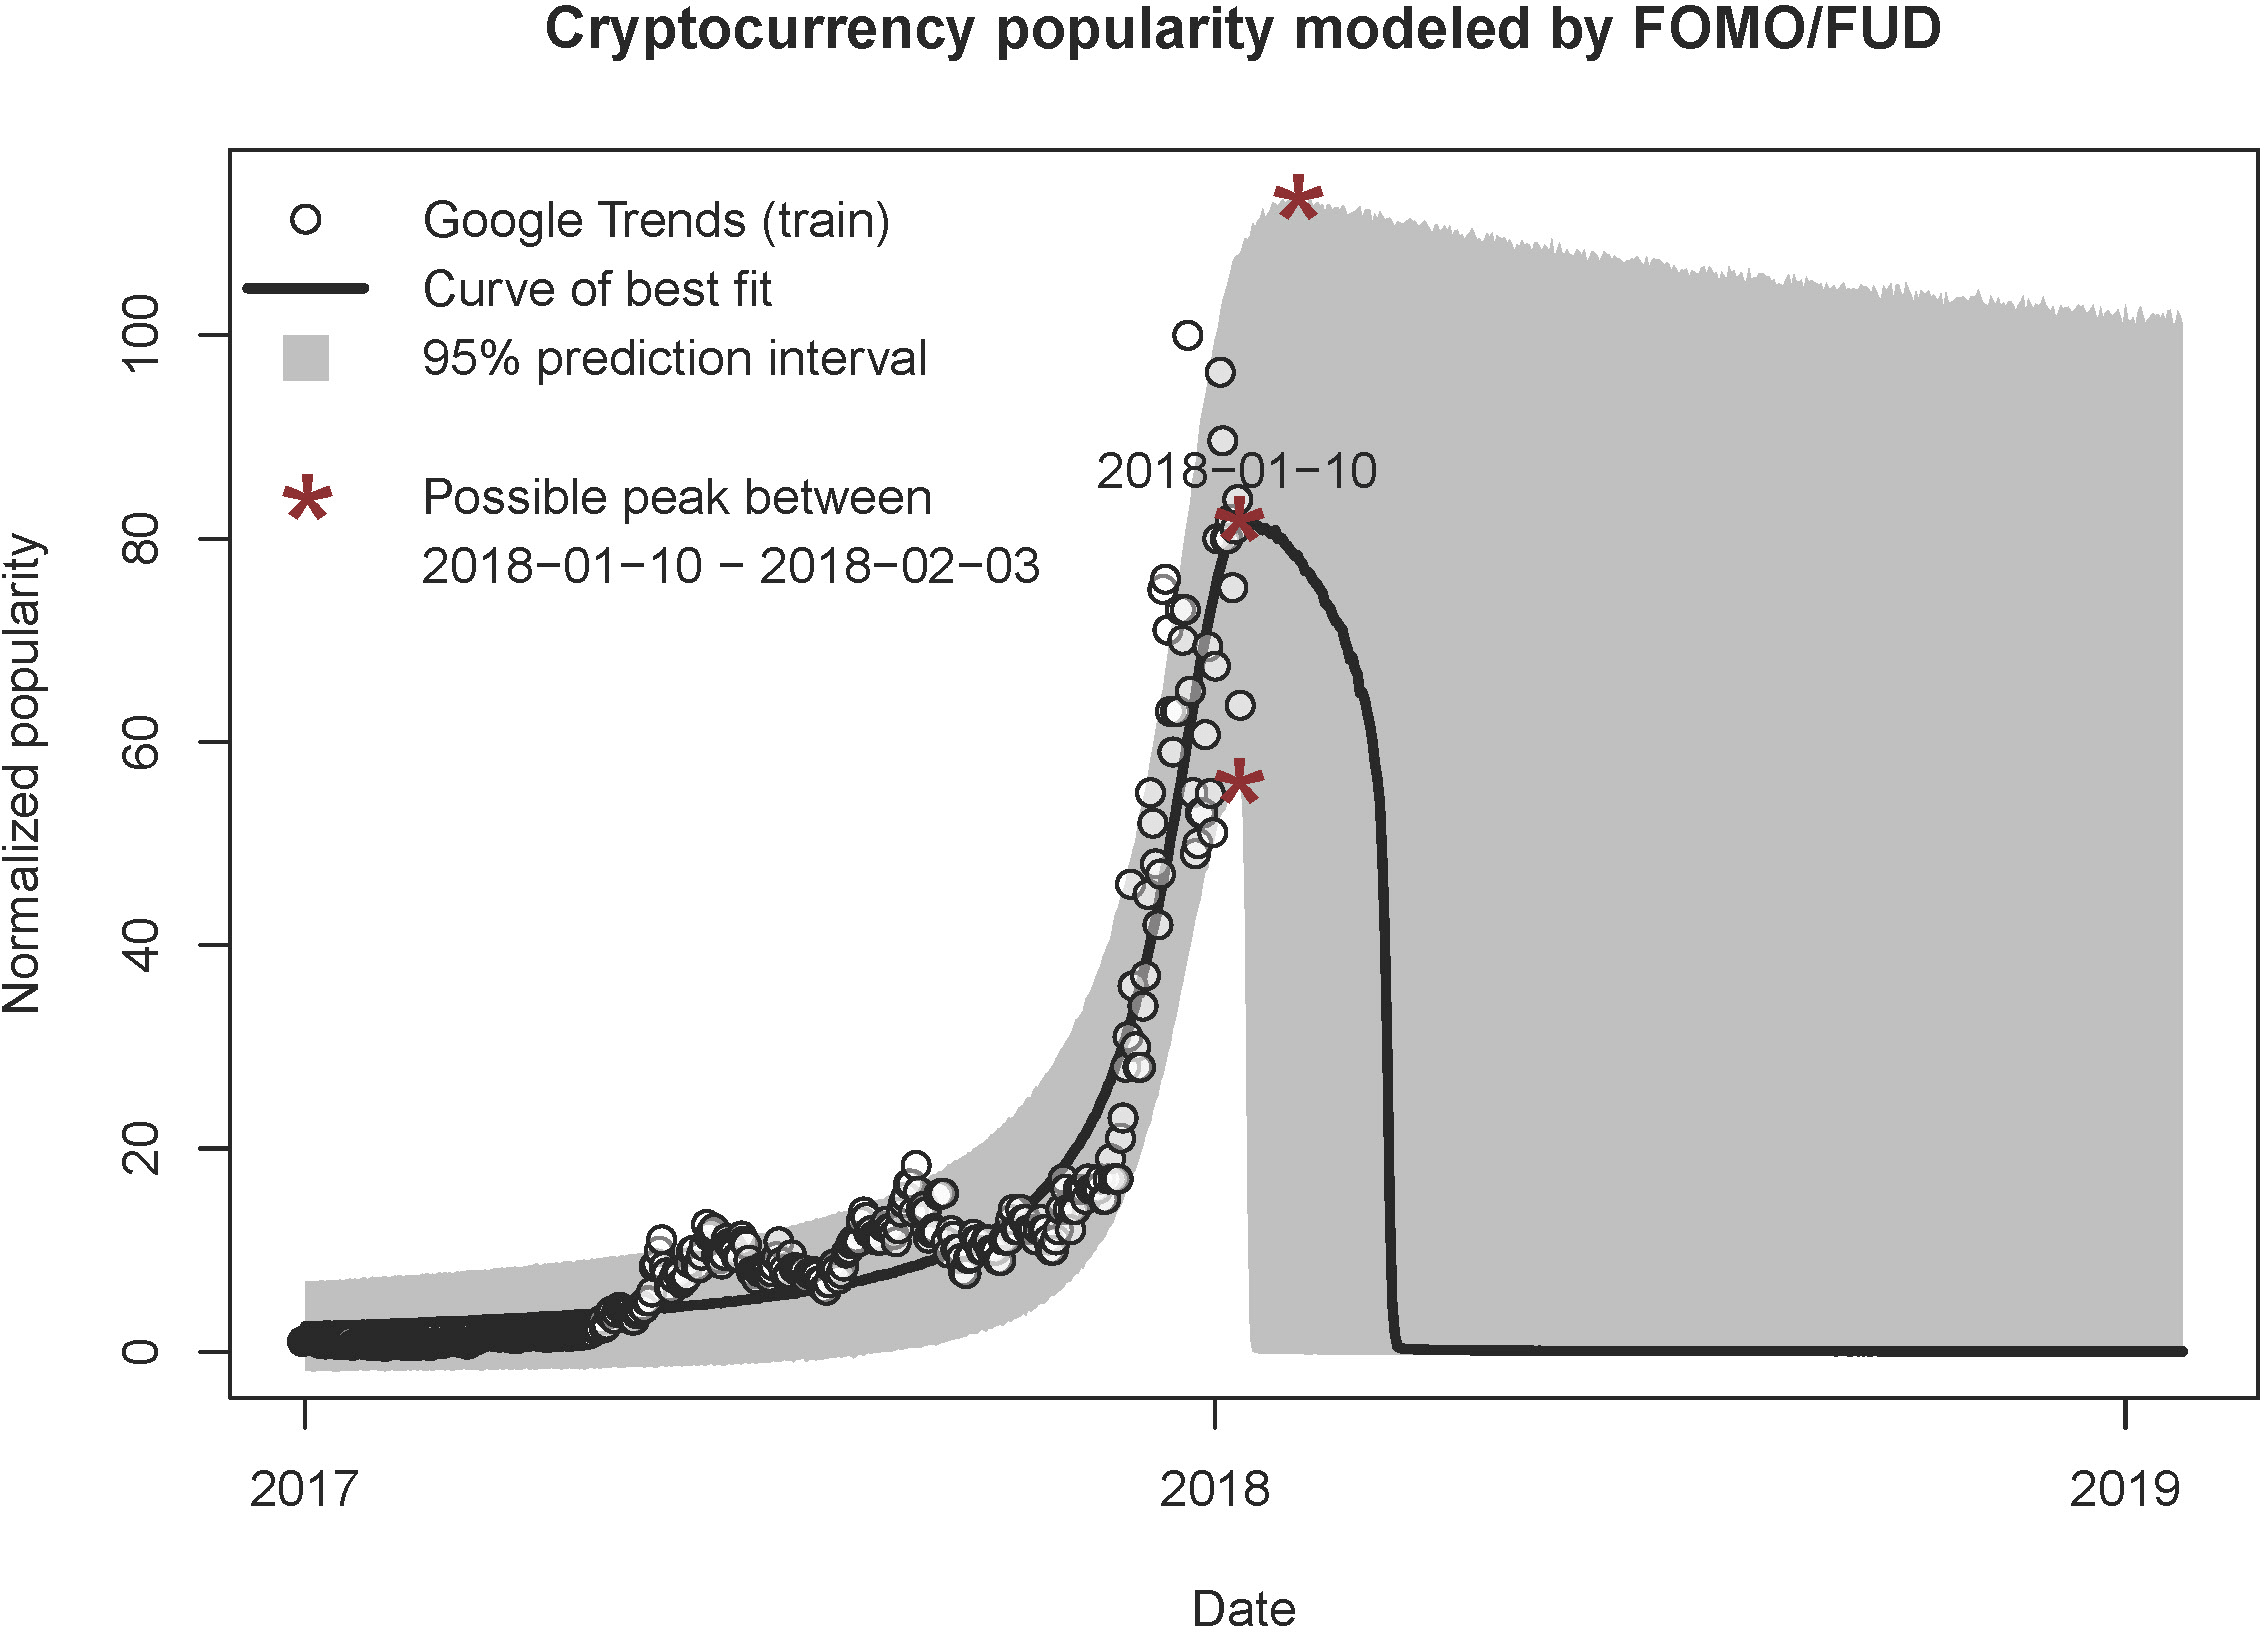 Cryptocurrency popularity modeled by FOMO/FUD
Google Trends (train)
Curve of best fit
95% prediction interval
Possible peak between
2018−01−10 − 2018−02−03
2018−01−10
Normalized popularity
100
80
60
40
20
0
2017
2018
2019
Date